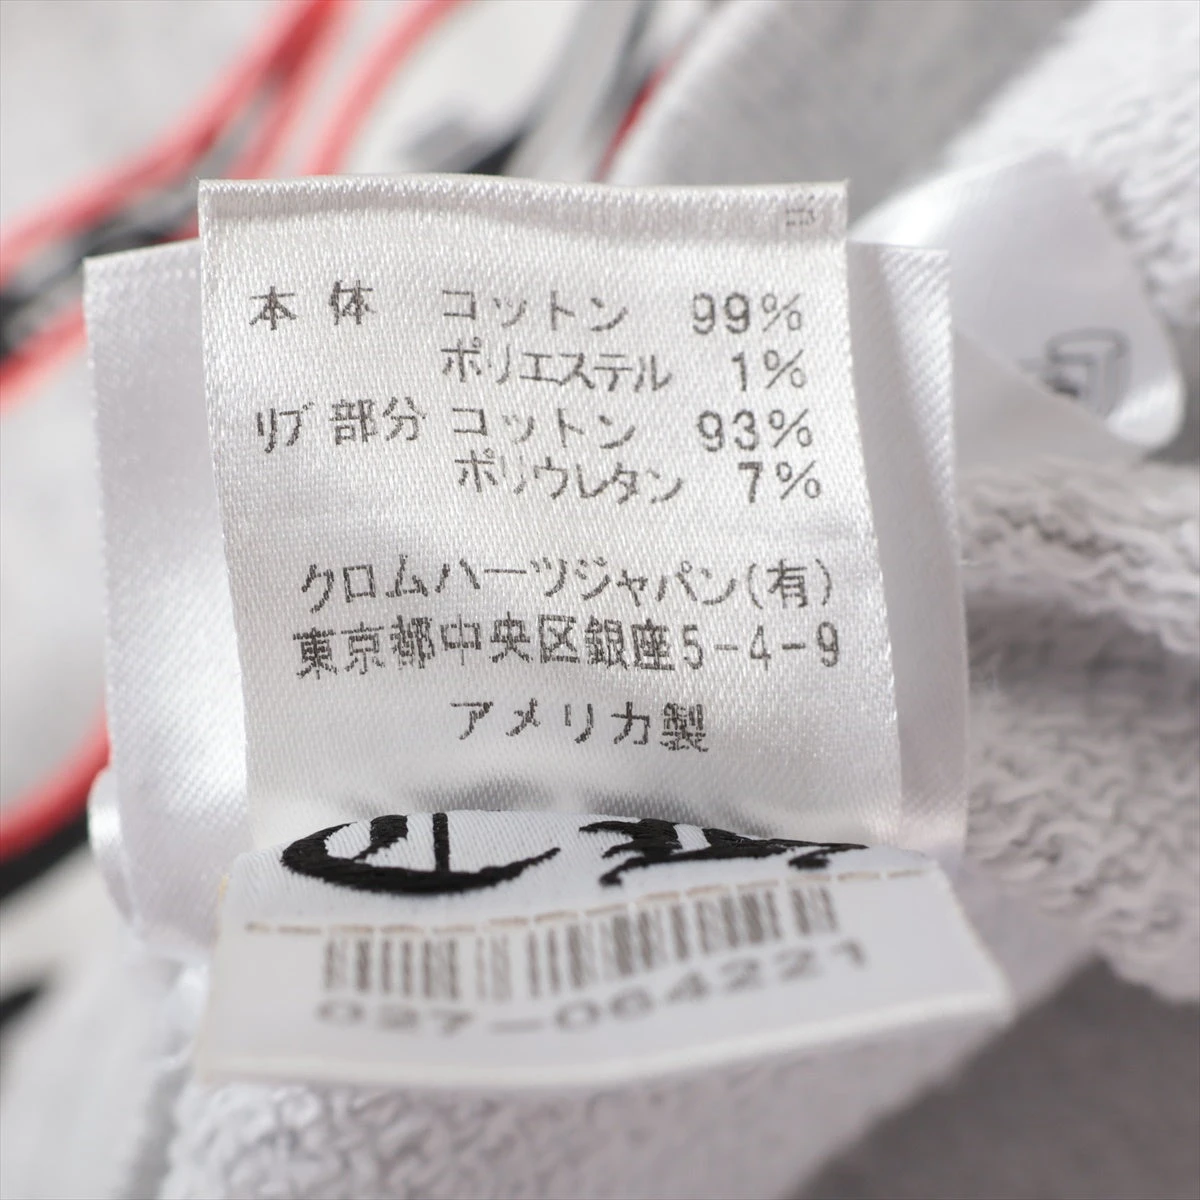 本体 コットン 99%
ポリエステル 1%
リブ部分 コットン 93%
ポリウレタン 7%
クロムハーツジャパン(有)
東京都中央区銀座5-4-9
アメリカ製
027-064221